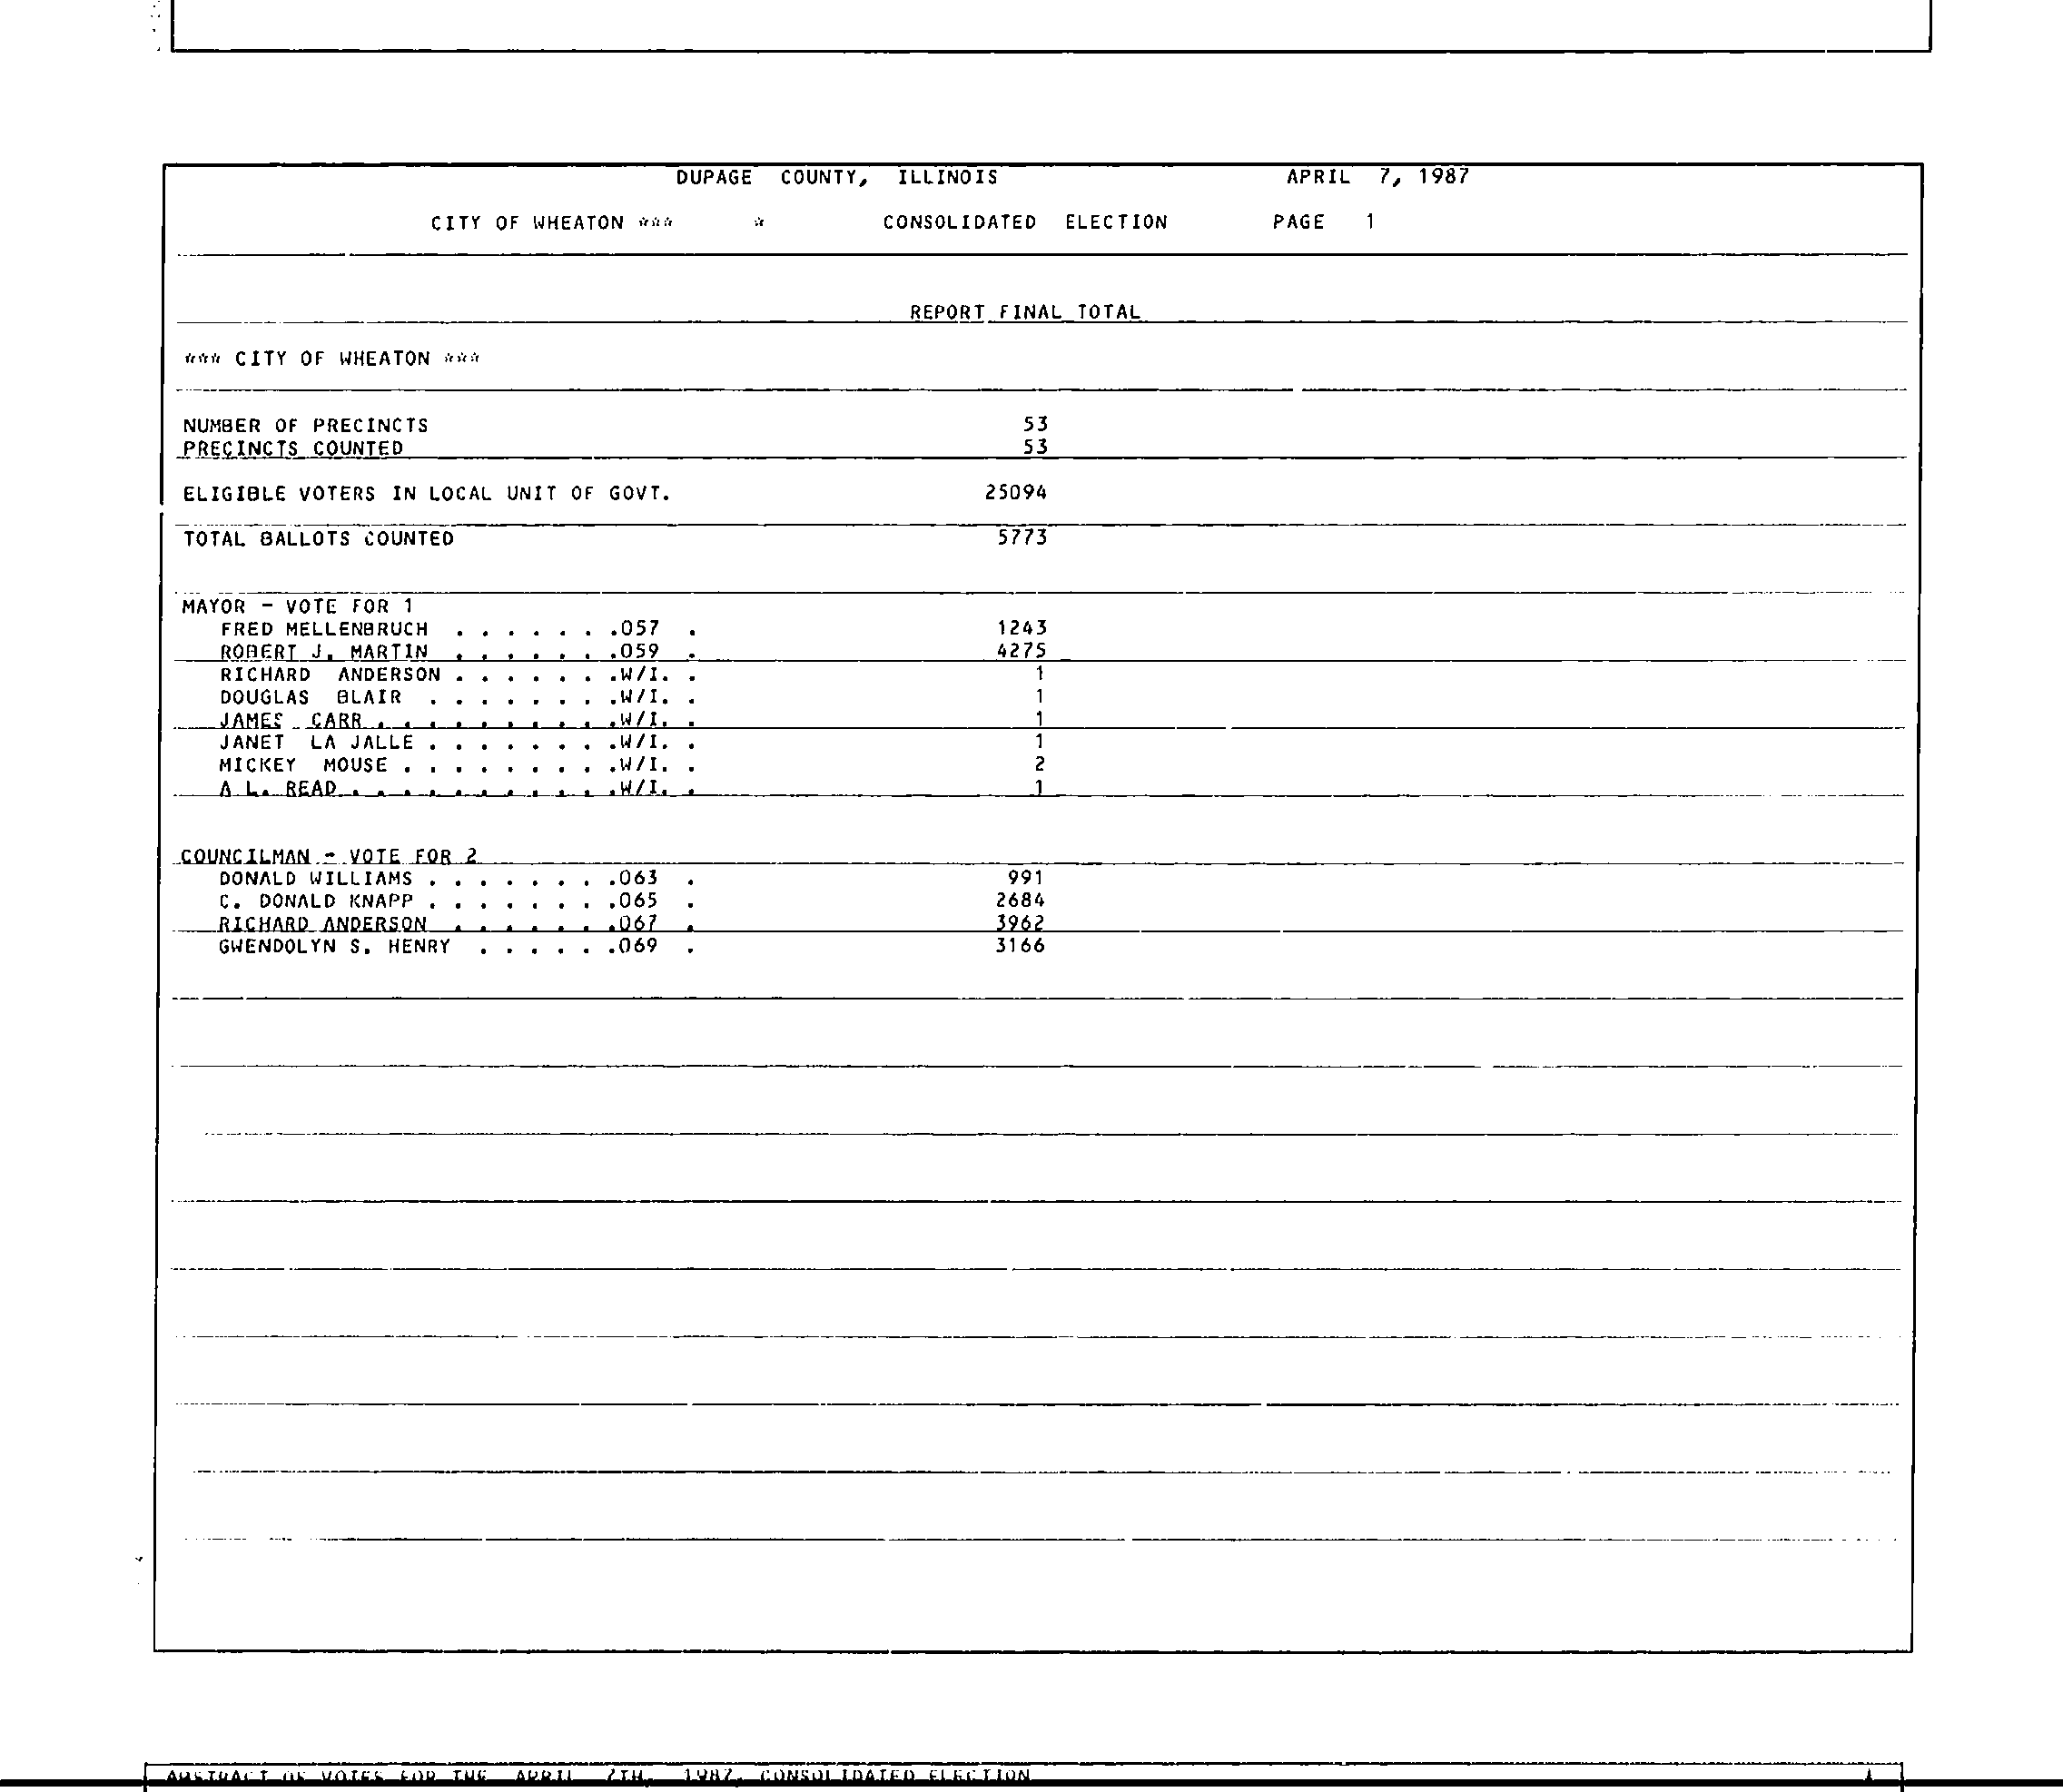 DUPAGE COUNTY, ILLINOIS APRIL 7, 1987
CITY OF WHEATON *** * CONSOLIDATED ELECTION PAGE 1
REPORT FINAL TOTAL
*** CITY OF WHEATON ***
NUMBER OF PRECINCTS 53
PRECINCTS COUNTED 53
ELIGIBLE VOTERS IN LOCAL UNIT OF GOVT. 25094
TOTAL BALLOTS COUNTED 5773
MAYOR - VOTE FOR 1
FRED MELLENBRUCH . . . . . . .057 . 1243
ROBERT J. MARTIN . . . . . . .059 . 4275
RICHARD ANDERSON . . . . . . .W/I. . 1
DOUGLAS BLAIR . . . . . . . .W/I. . 1
JAMES CARR . . . . . . . . . .W/I. . 1
JANET LA JALLE . . . . . . . .W/I. . 1
MICKEY MOUSE . . . . . . . . .W/I. . 2
A L. READ . . . . . . . . . . .W/I. . 1
COUNCILMAN - VOTE FOR 2
DONALD WILLIAMS . . . . . . . .063 . 991
C. DONALD KNAPP . . . . . . . .065 . 2684
RICHARD ANDERSON . . . . . . .067 . 3962
GWENDOLYN S. HENRY . . . . . .069 . 3166
ABSTRACT OF VOTES FOR THE APRIL 7TH, 1987, CONSOLIDATED ELECTION